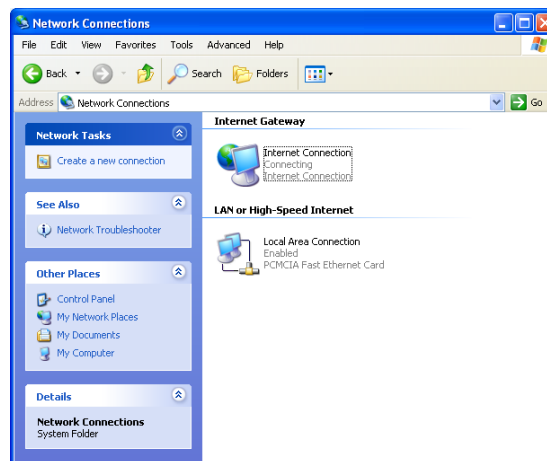 Network Connections
File Edit View Favorites Tools Advanced Help
Back Search Folders
Address Network Connections Go
Network Tasks
Create a new connection
See Also
Network Troubleshooter
Other Places
Control Panel
My Network Places
My Documents
My Computer
Details
Network Connections
System Folder
Internet Gateway
Internet Connection
Connecting
Internet Connection
LAN or High-Speed Internet
Local Area Connection
Enabled
PCMCIA Fast Ethernet Card